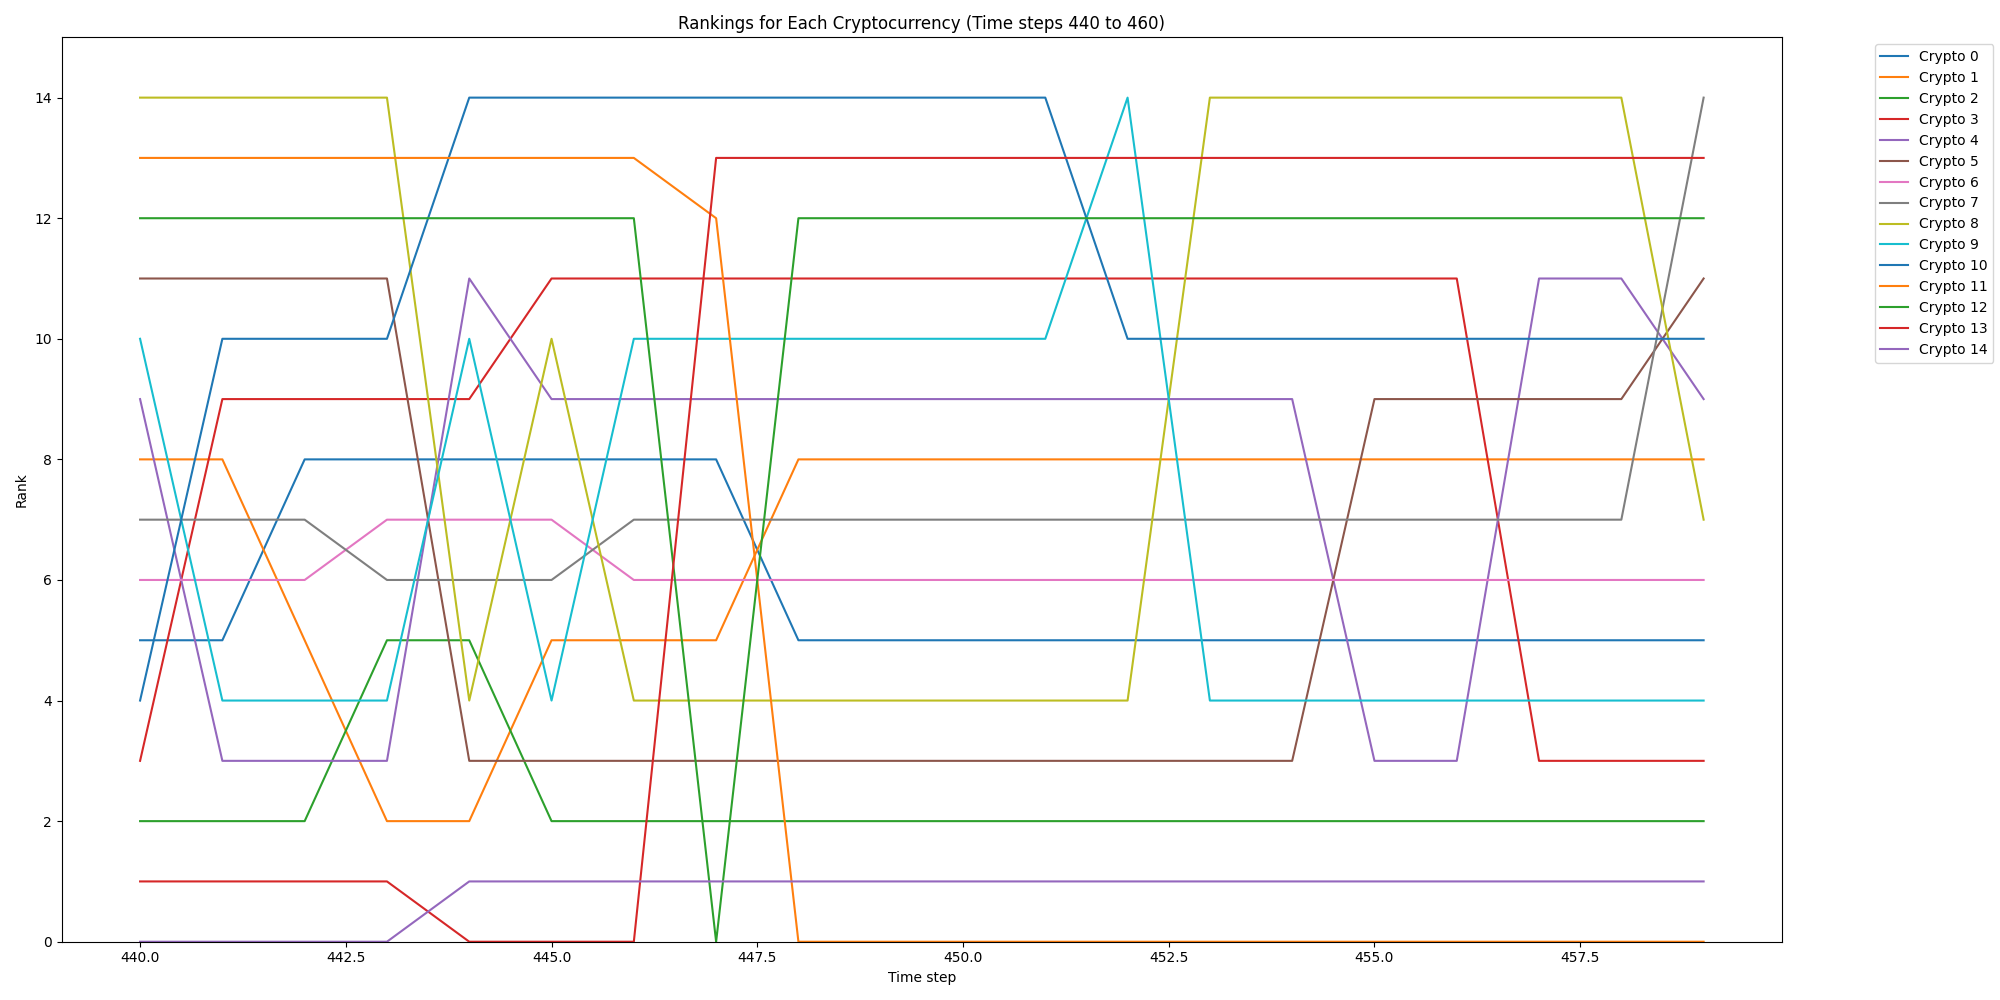 Rankings for Each Cryptocurrency (Time steps 440 to 460)
14
12
10
8
6
4
2
0
Rank
440.0 442.5 445.0 447.5 450.0 452.5 455.0 457.5
Time step
Crypto 0
Crypto 1
Crypto 2
Crypto 3
Crypto 4
Crypto 5
Crypto 6
Crypto 7
Crypto 8
Crypto 9
Crypto 10
Crypto 11
Crypto 12
Crypto 13
Crypto 14